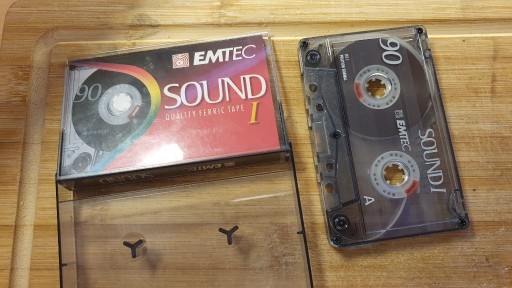 EMTEC
90
SOUND I
QUALITY FERRIC TAPE
90
EMTEC
SOUND I
A